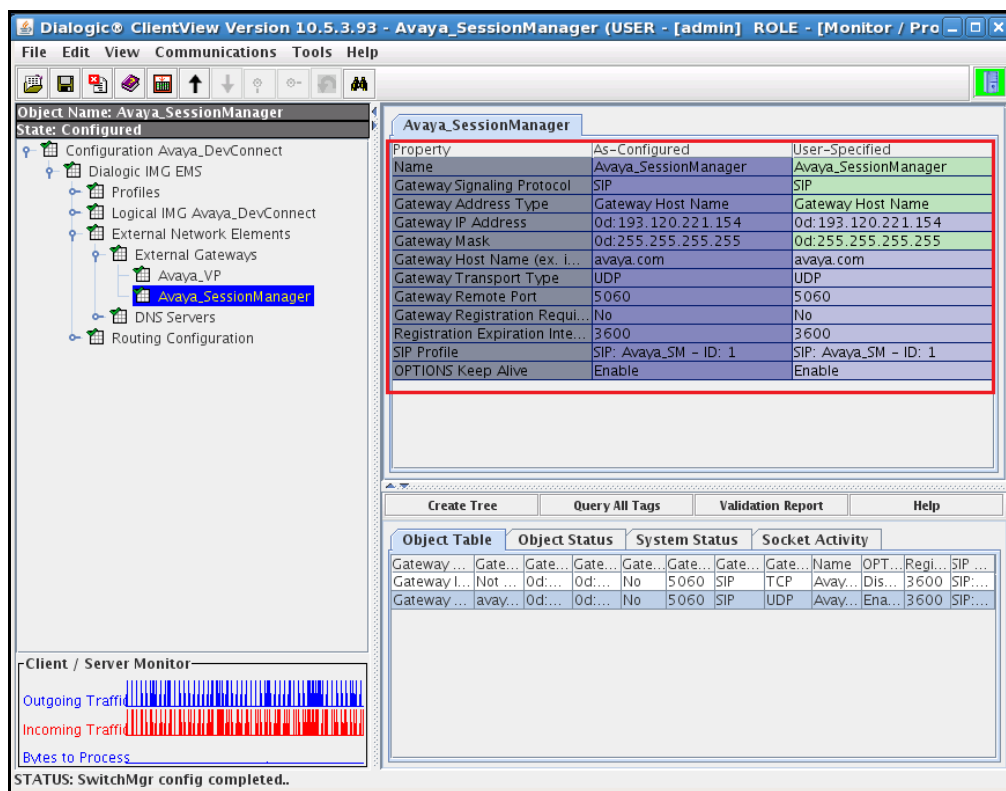 Dialogic® ClientView Version 10.5.3.93 - Avaya_SessionManager (USER - [admin] ROLE - [Monitor / Pro
File Edit View Communications Tools Help
Object Name: Avaya_SessionManager
State: Configured
Configuration Avaya_DevConnect
Dialogic IMG EMS
Profiles
Logical IMG Avaya_DevConnect
External Network Elements
External Gateways
Avaya_VP
Avaya_SessionManager
DNS Servers
Routing Configuration
Client / Server Monitor
Outgoing Traffic
Incoming Traffic
Bytes to Process
Avaya_SessionManager
Property As-Configured User-Specified
Name Avaya_SessionManager Avaya_SessionManager
Gateway Signaling Protocol SIP SIP
Gateway Address Type Gateway Host Name Gateway Host Name
Gateway IP Address 0d:193.120.221.154 0d:193.120.221.154
Gateway Mask 0d:255.255.255.255 0d:255.255.255.255
Gateway Host Name (ex. i... avaya.com avaya.com
Gateway Transport Type UDP UDP
Gateway Remote Port 5060 5060
Gateway Registration Requi... No No
Registration Expiration Inte... 3600 3600
SIP Profile SIP: Avaya_SM - ID: 1 SIP: Avaya_SM - ID: 1
OPTIONS Keep Alive Enable Enable
Create Tree Query All Tags Validation Report Help
Object Table Object Status System Status Socket Activity
Gateway ... Gate... Gate... Gate... Gate... Gate... Gate... Gate... Name OPT... Regi... SIP ...
Gateway I... Not ... 0d:... 0d:... No 5060 SIP TCP Avay... Dis... 3600 SIP:...
Gateway ... avay... 0d:... 0d:... No 5060 SIP UDP Avay... Ena... 3600 SIP:...
STATUS: SwitchMgr config completed..